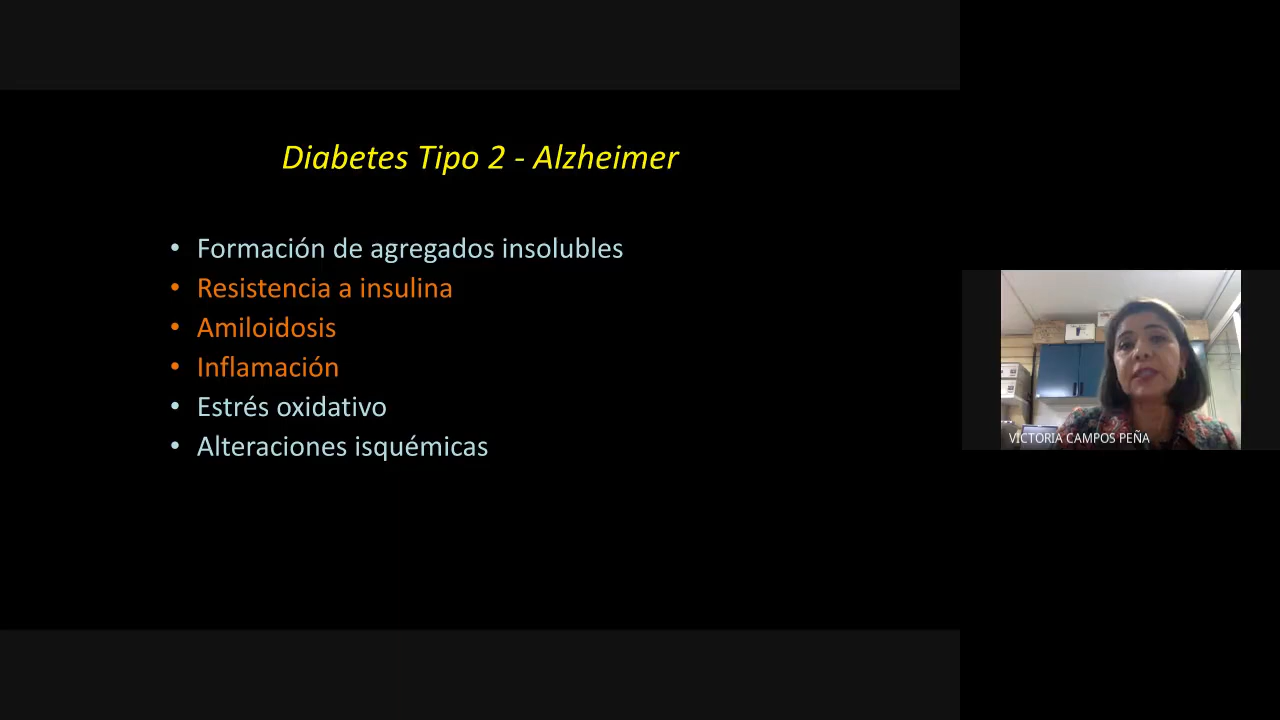 Diabetes Tipo 2 - Alzheimer
• Formación de agregados insolubles
• Resistencia a insulina
• Amiloidosis
• Inflamación
• Estrés oxidativo
• Alteraciones isquémicas
VICTORIA CAMPOS PEÑA